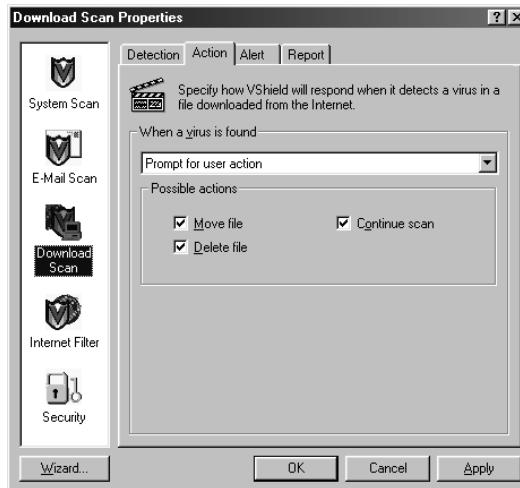 Download Scan Properties
System Scan
E-Mail Scan
Download
Scan
Internet Filter
Security
Detection
Action
Alert
Report
Specify how VShield will respond when it detects a virus in a
file downloaded from the Internet.
When a virus is found
Prompt for user action
Possible actions
Move file
Continue scan
Delete file
Wizard...
OK
Cancel
Apply